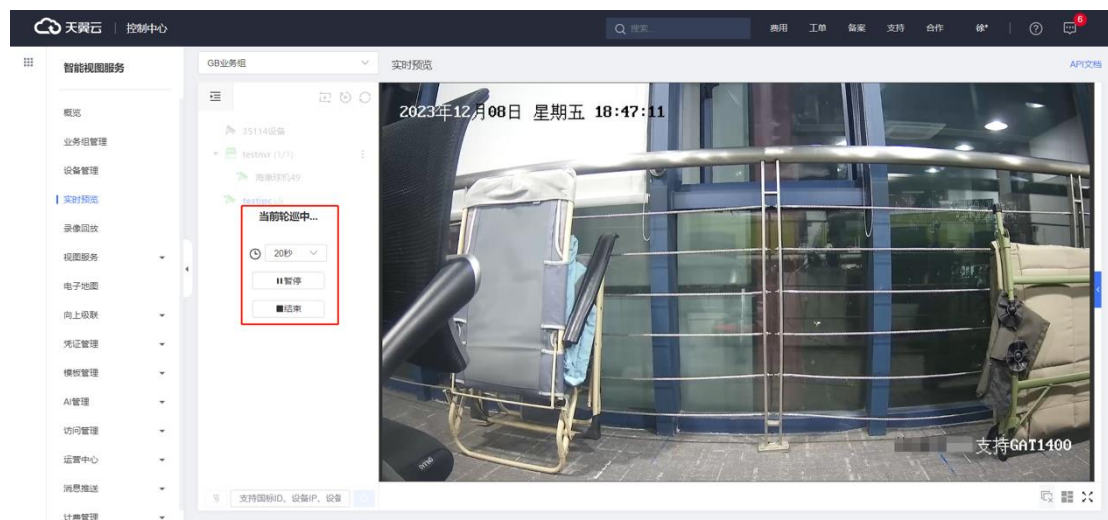 天翼云 控制中心 搜索... 费用 工单 备案 支持 合作 徐* 6
智能视图服务
概览
业务组管理
设备管理
实时预览
录像回放
视图服务
电子地图
向上级联
凭证管理
模板管理
AI管理
访问管理
运营中心
消息推送
计费管理
GB业务组
35114设备
testnvr (1/1)
海康球机49
testipc
当前轮巡中...
20秒
暂停
结束
支持国标ID、设备IP、设备
实时预览
API文档
2023年12月08日 星期五 18:47:11
支持GAT1400